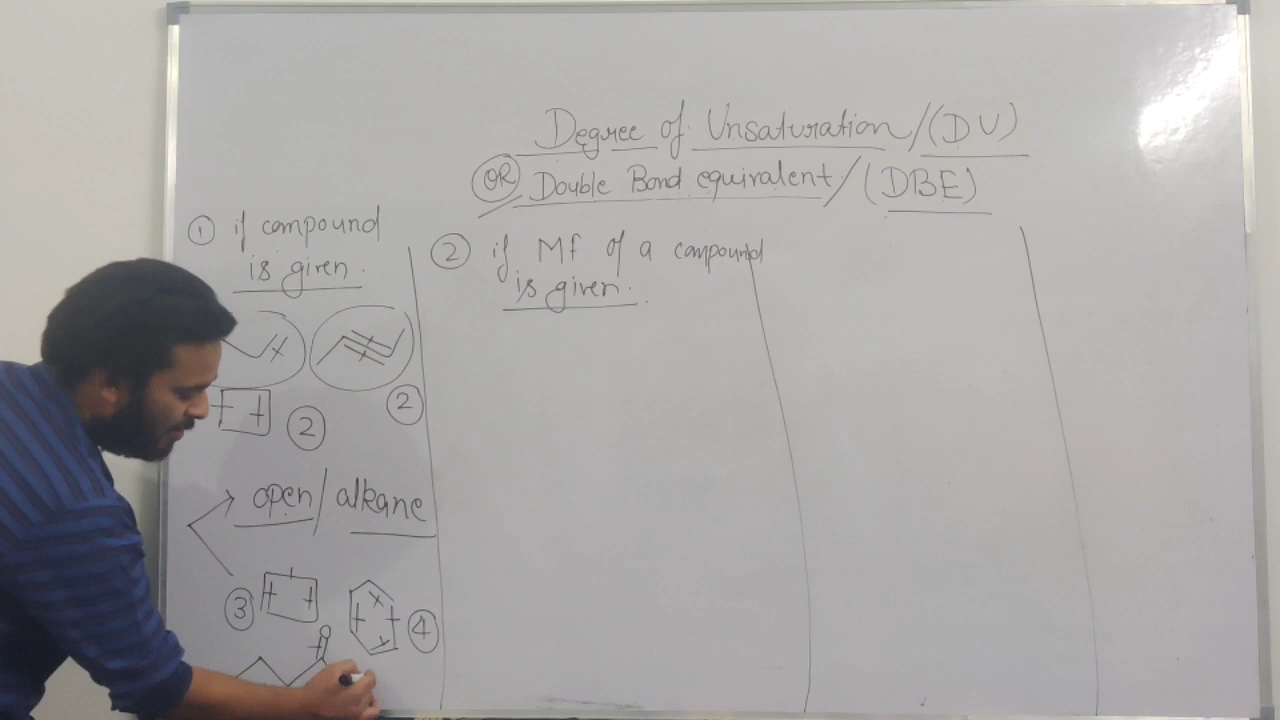 Degree of Unsaturation/(DU)
OR Double Bond equivalent/(DBE)
1 if compound
is given.
2
2
open/alkane
3
4
O
2 if Mf of a compound
is given.